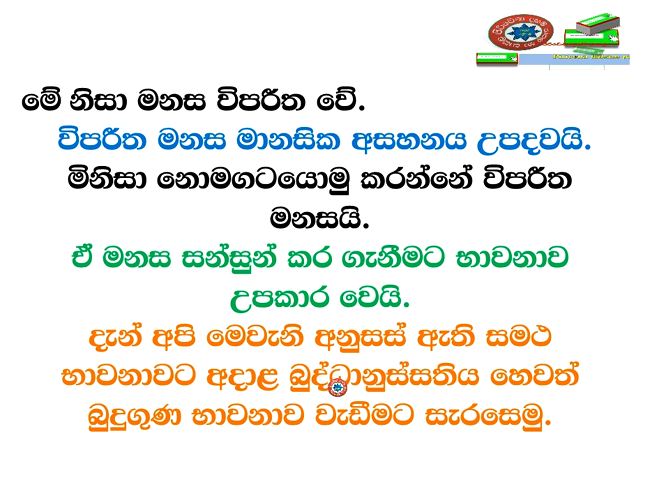 මේ නිසා මනස විපරීත වේ.
විපරීත මනස මානසික අසහනය උපදවයි.
මිනිසා නොමගටයොමු කරන්නේ විපරීත
මනසයි.
ඒ මනස සන්සුන් කර ගැනීමට භාවනාව
උපකාර වෙයි.
දැන් අපි මෙවැනි අනුසස් ඇති සමථ
භාවනාවට අදාළ බුද්ධානුස්සතිය හෙවත්
බුදුගුණ භාවනාව වැඩීමට සැරසෙමු.